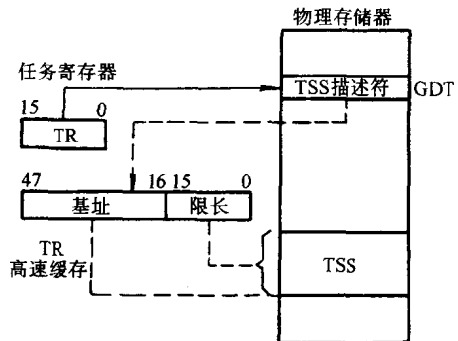 物理存储器
任务寄存器
TSS描述符 GDT
15 0
TR
47 16 15 0
基址 限长
TR
高速缓存
TSS